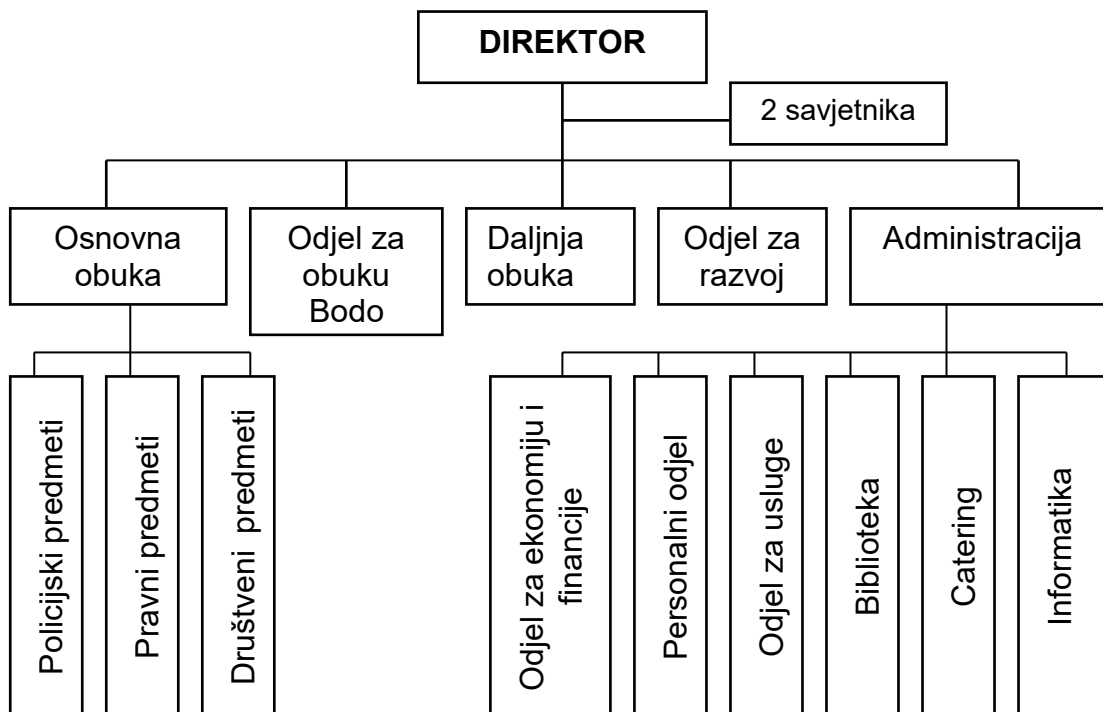 DIREKTOR
2 savjetnika
Osnovna
obuka
Odjel za
obuku
Bodo
Daljnja
obuka
Odjel za
razvoj
Administracija
Policijski predmeti
Pravni predmeti
Društveni predmeti
Odjel za ekonomiju i
financije
Personalni odjel
Odjel za usluge
Biblioteka
Catering
Informatika